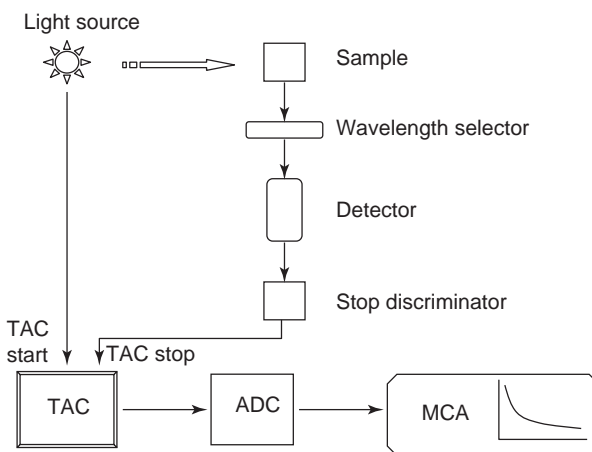 Light source
Sample
Wavelength selector
Detector
Stop discriminator
TAC
start
TAC stop
TAC
ADC
MCA